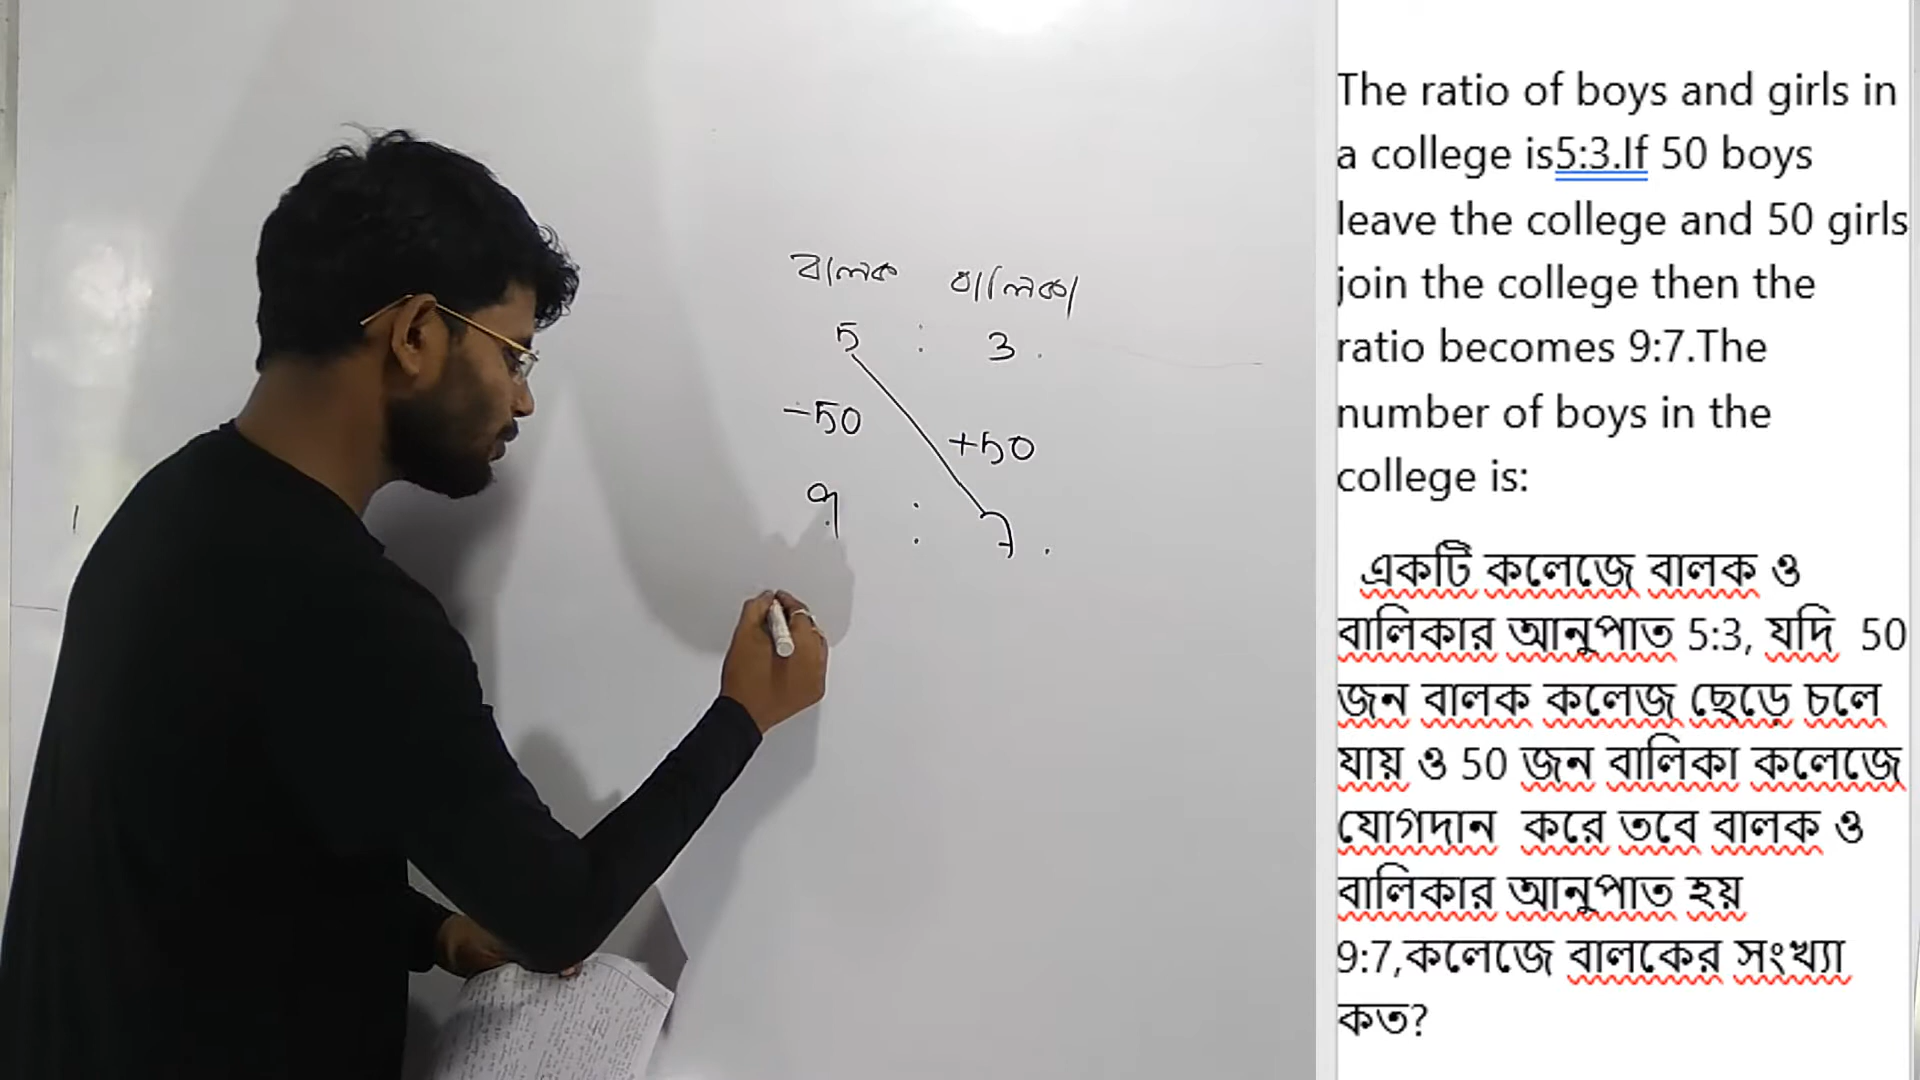 বালক বালিকা
5 : 3
-50 +50
9 : 7
The ratio of boys and girls in
a college is5:3.If 50 boys
leave the college and 50 girls
join the college then the
ratio becomes 9:7.The
number of boys in the
college is:
একটি কলেজে বালক ও
বালিকার আনুপাত 5:3, যদি 50
জন বালক কলেজ ছেড়ে চলে
যায় ও 50 জন বালিকা কলেজে
যোগদান করে তবে বালক ও
বালিকার আনুপাত হয়
9:7,কলেজে বালকের সংখ্যা
কত?